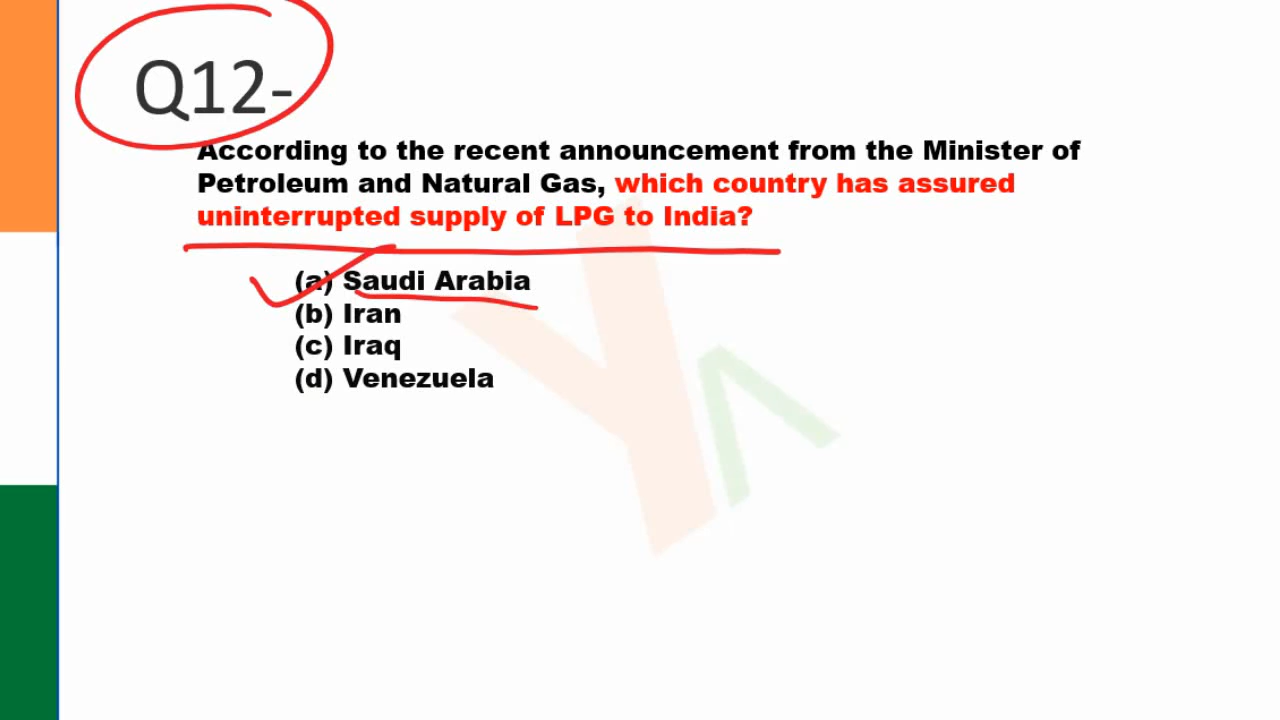 Q12-
According to the recent announcement from the Minister of
Petroleum and Natural Gas, which country has assured
uninterrupted supply of LPG to India?
(a) Saudi Arabia
(b) Iran
(c) Iraq
(d) Venezuela